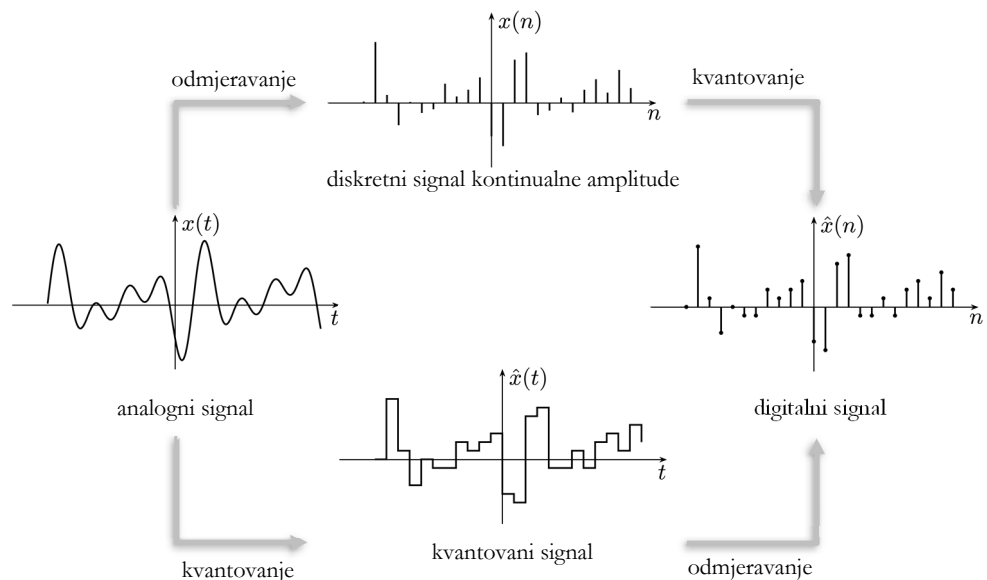 x(n)
odmjeravanje
kvantovanje
n
diskretni signal kontinualne amplitude
x(t)
x̂(n)
t
n
x̂(t)
analogni signal
digitalni signal
t
kvantovani signal
kvantovanje
odmjeravanje